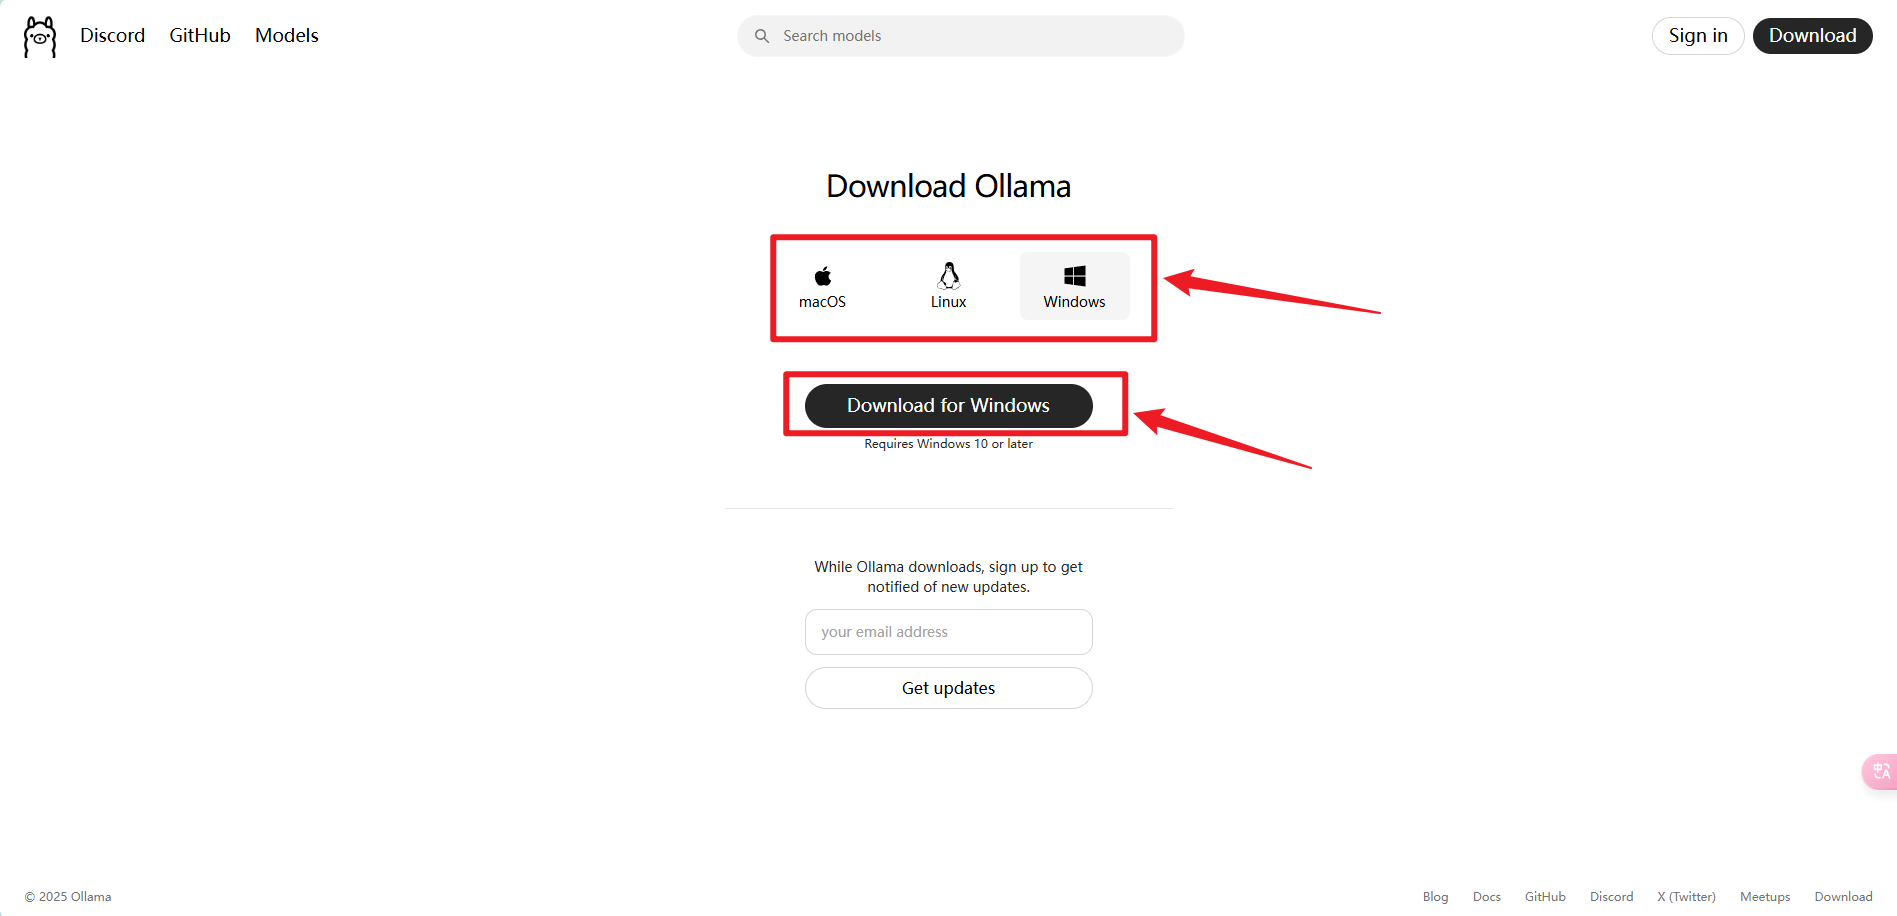 Discord GitHub Models Search models Sign in Download
Download Ollama
macOS Linux Windows
Download for Windows
Requires Windows 10 or later
While Ollama downloads, sign up to get
notified of new updates.
your email address
Get updates
中A
© 2025 Ollama Blog Docs GitHub Discord X (Twitter) Meetups Download